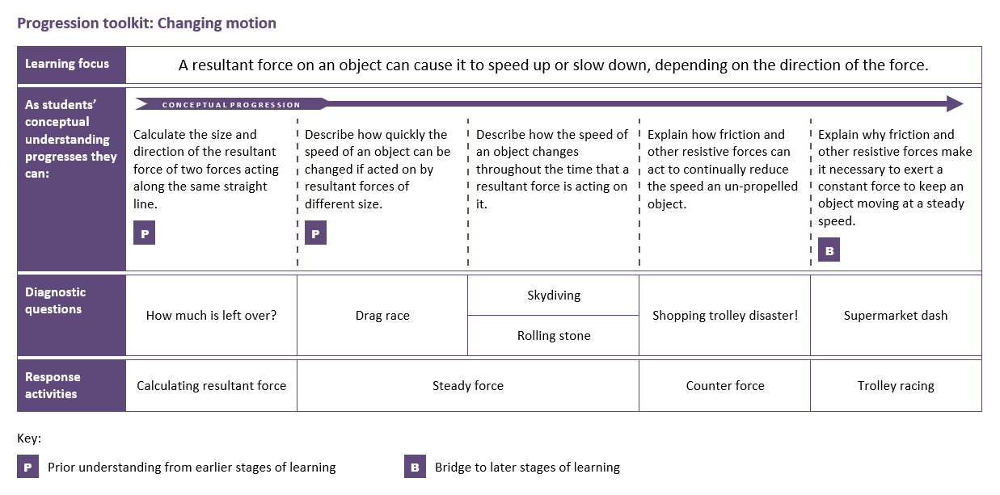 Progression toolkit: Changing motion
Learning focus
A resultant force on an object can cause it to speed up or slow down, depending on the direction of the force.
As students’
conceptual
understanding
progresses they
can:
CONCEPTUAL PROGRESSION
Calculate the size and
direction of the resultant
force of two forces acting
along the same straight
line.
P
Describe how quickly the
speed of an object can be
changed if acted on by
resultant forces of
different size.
P
Describe how the speed of
an object changes
throughout the time that a
resultant force is acting on
it.
Explain how friction and
other resistive forces can
act to continually reduce
the speed an un-propelled
object.
Explain why friction and
other resistive forces make
it necessary to exert a
constant force to keep an
object moving at a steady
speed.
B
Diagnostic
questions
How much is left over?
Drag race
Skydiving
Rolling stone
Shopping trolley disaster!
Supermarket dash
Response
activities
Calculating resultant force
Steady force
Counter force
Trolley racing
Key:
P Prior understanding from earlier stages of learning
B Bridge to later stages of learning